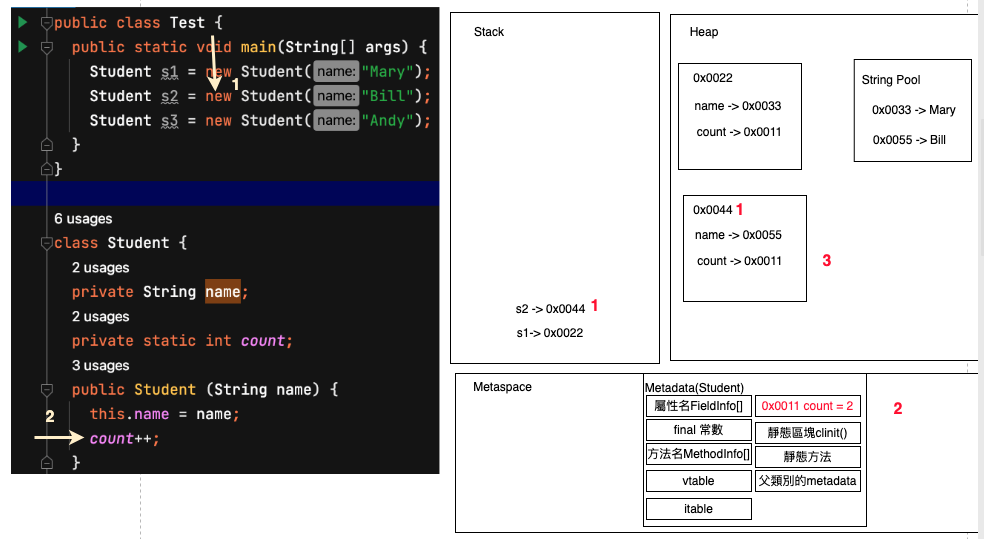 public class Test {
public static void main(String[] args) {
Student s1 = new Student( name: "Mary");
1
Student s2 = new Student( name: "Bill");
Student s3 = new Student( name: "Andy");
}
}
6 usages
class Student {
2 usages
private String name;
2 usages
private static int count;
3 usages
public Student (String name) {
2
this.name = name;
count++;
}
Stack
s2 -> 0x0044 1
s1-> 0x0022
Heap
0x0022
name -> 0x0033
count -> 0x0011
String Pool
0x0033 -> Mary
0x0055 -> Bill
0x0044 1
name -> 0x0055
count -> 0x0011
3
Metaspace
Metadata(Student)
屬性名FieldInfo[]
0x0011 count = 2
2
final 常數
靜態區塊clinit()
方法名MethodInfo[]
靜態方法
vtable
父類別的metadata
itable